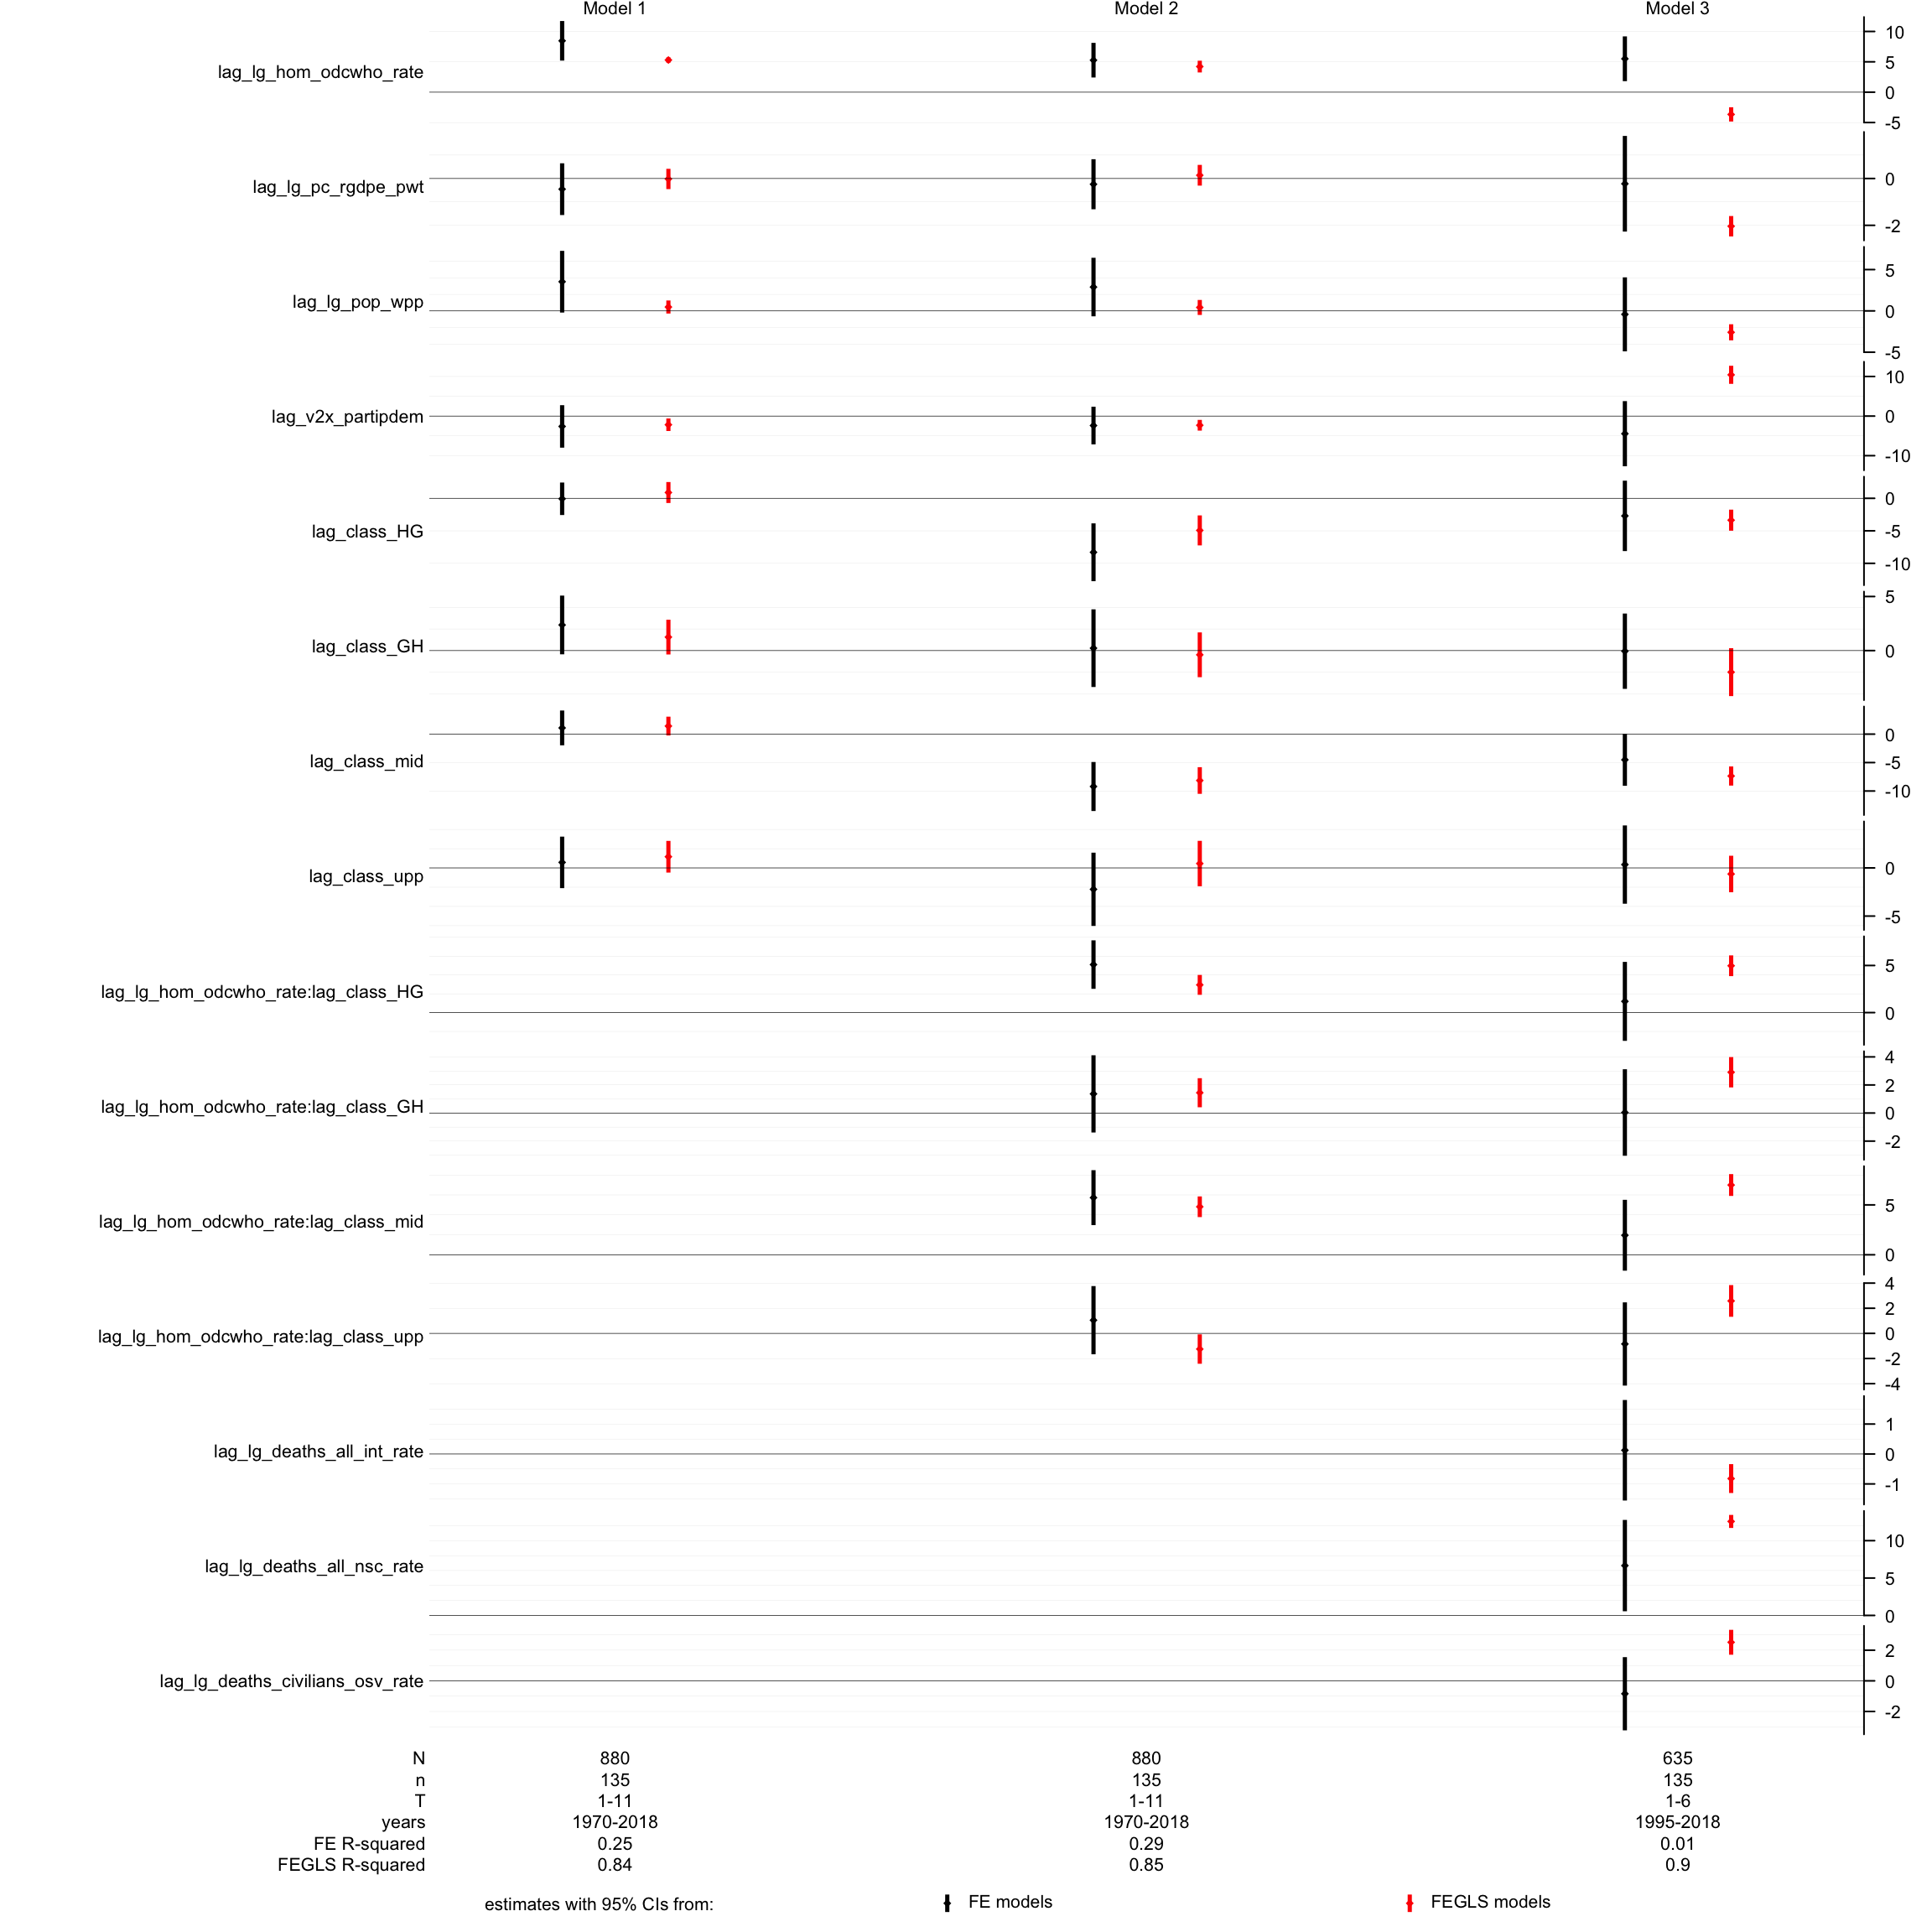 Model 1 Model 2 Model 3
lag_lg_hom_odcwho_rate 10 5 0 -5
lag_lg_pc_rgdpe_pwt 0 -2
lag_lg_pop_wpp 5 0 -5
lag_v2x_partipdem 10 0 -10
lag_class_HG 0 -5 -10
lag_class_GH 5 0
lag_class_mid 0 -5 -10
lag_class_upp 0 -5
lag_lg_hom_odcwho_rate:lag_class_HG 5 0
lag_lg_hom_odcwho_rate:lag_class_GH 4 2 0 -2
lag_lg_hom_odcwho_rate:lag_class_mid 5 0
lag_lg_hom_odcwho_rate:lag_class_upp 4 2 0 -2 -4
lag_lg_deaths_all_int_rate 1 0 -1
lag_lg_deaths_all_nsc_rate 10 5 0
lag_lg_deaths_civilians_osv_rate 2 0 -2
N 880 880 635
n 135 135 135
T 1-11 1-11 1-6
years 1970-2018 1970-2018 1995-2018
FE R-squared 0.25 0.29 0.01
FEGLS R-squared 0.84 0.85 0.9
estimates with 95% CIs from: FE models FEGLS models